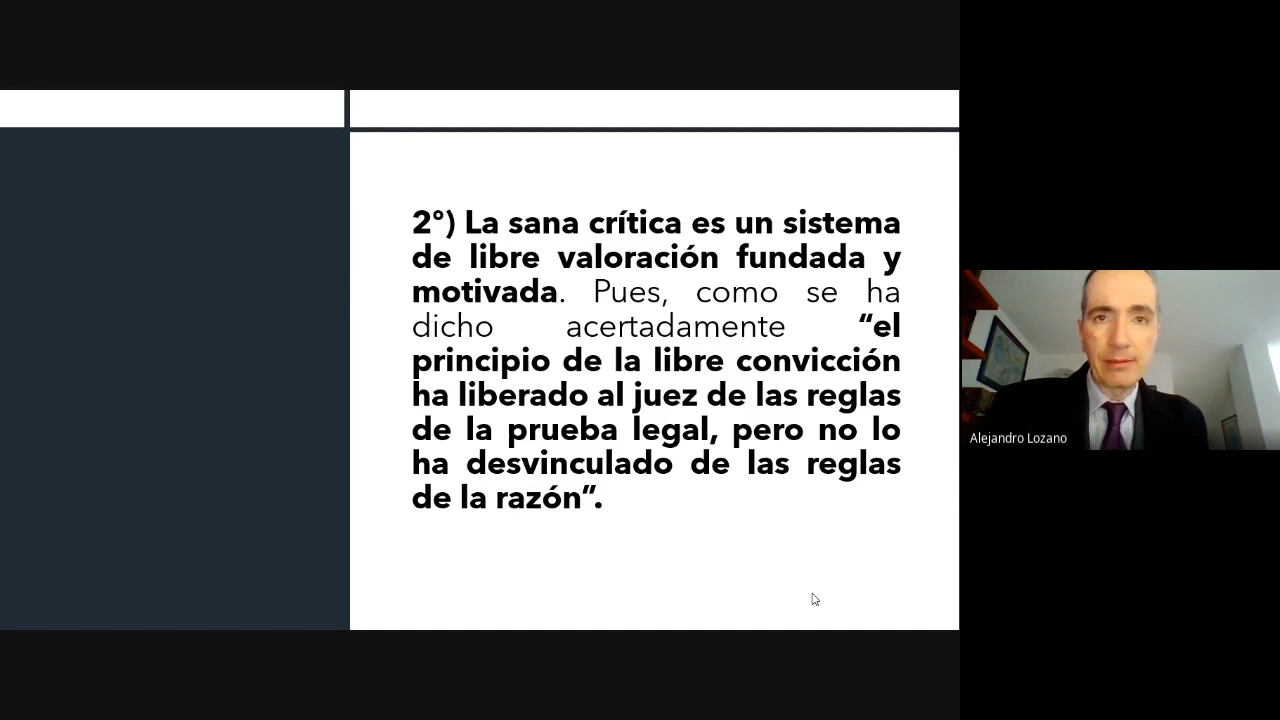 2°) La sana crítica es un sistema
de libre valoración fundada y
motivada. Pues, como se ha
dicho acertadamente “el
principio de la libre convicción
ha liberado al juez de las reglas
de la prueba legal, pero no lo
ha desvinculado de las reglas
de la razón”.
Alejandro Lozano